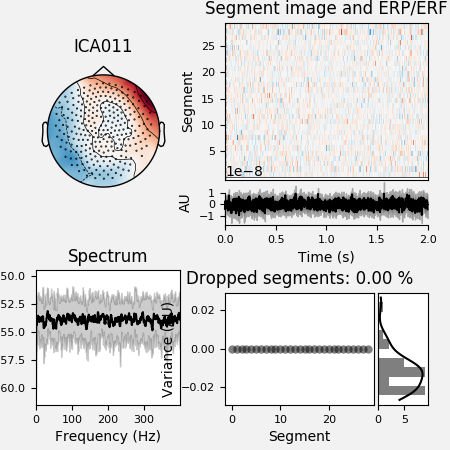 Segment image and ERP/ERF
ICA011
Segment
25
20
15
10
5
1e−8
AU
1
0
−1
0.0 0.5 1.0 1.5 2.0
Time (s)
Spectrum
50.0
52.5
55.0
57.5
60.0
0 100 200 300
Frequency (Hz)
Dropped segments: 0.00 %
Variance (AU)
0.02
0.00
−0.02
0 10 20
Segment
0 5